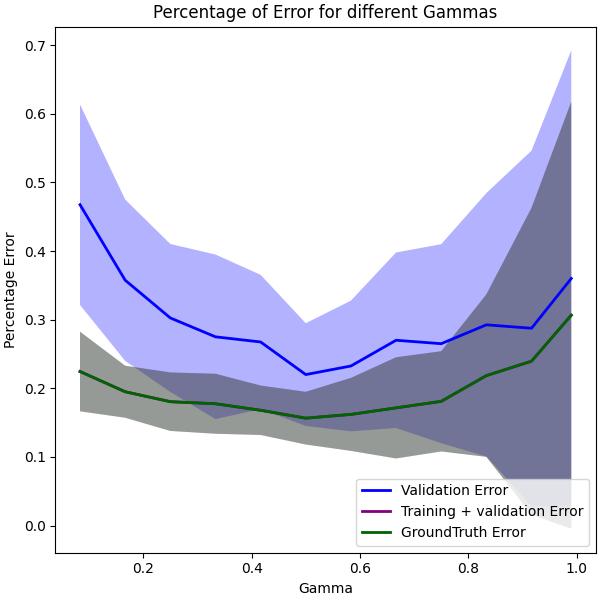 Percentage of Error for different Gammas
Percentage Error
0.7
0.6
0.5
0.4
0.3
0.2
0.1
0.0
Validation Error
Training + validation Error
GroundTruth Error
0.2 0.4 0.6 0.8 1.0
Gamma